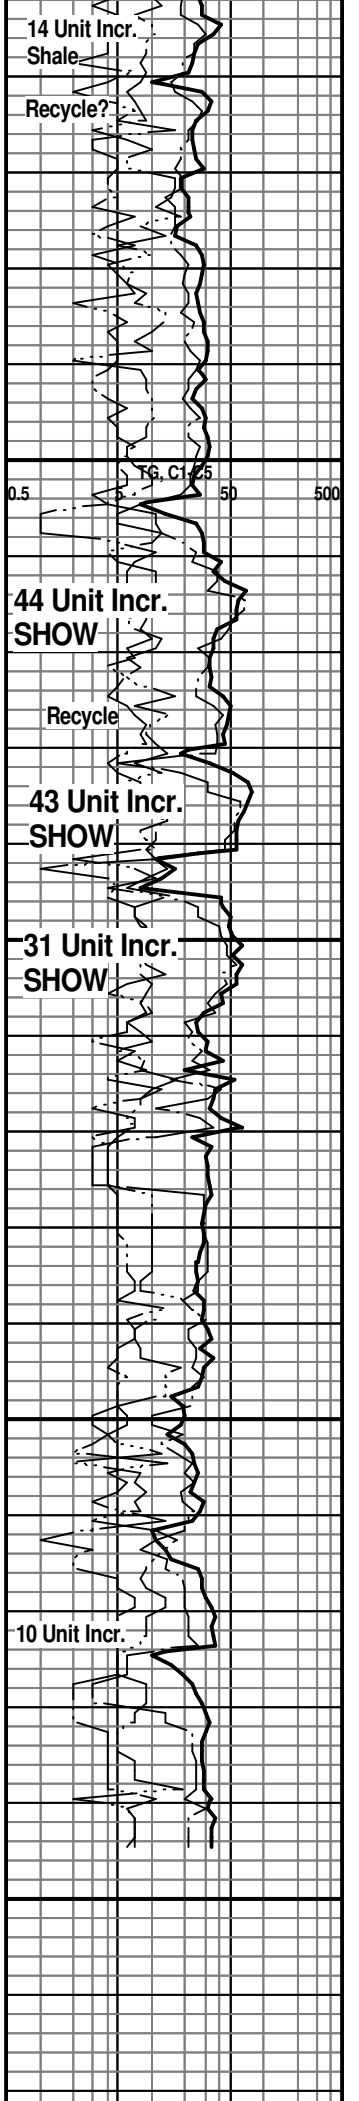 14 Unit Incr.
Shale
Recycle?
TG, C1-C5
0.5 5 50 500
44 Unit Incr.
SHOW
Recycle
43 Unit Incr.
SHOW
31 Unit Incr.
SHOW
10 Unit Incr.